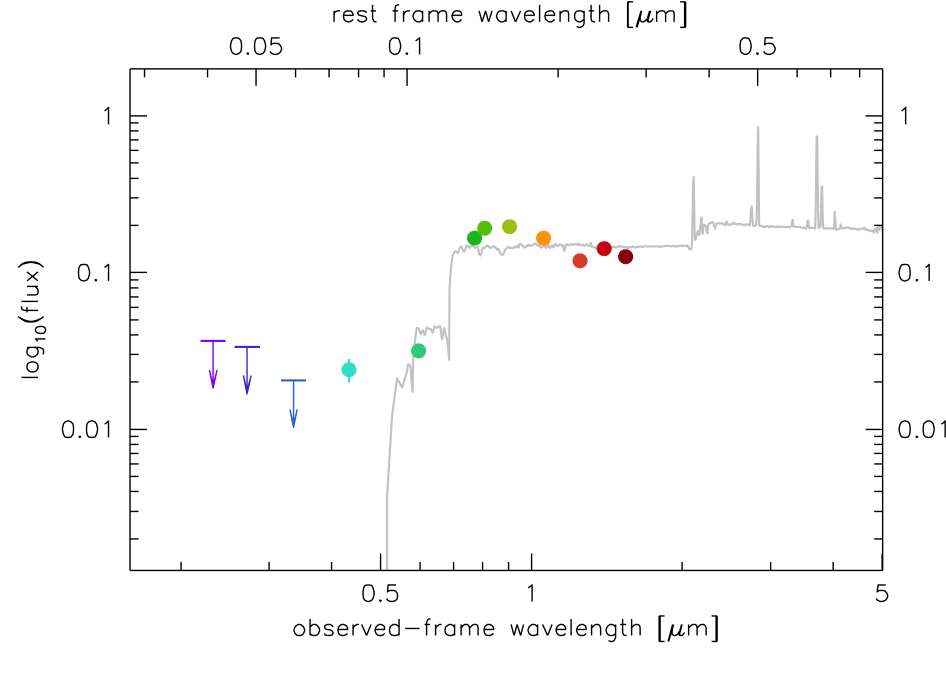 rest frame wavelength [μm]
0.05 0.1 0.5
1 1
0.1 0.1
0.01 0.01
log10(flux)
0.5 1 5
observed-frame wavelength [μm]